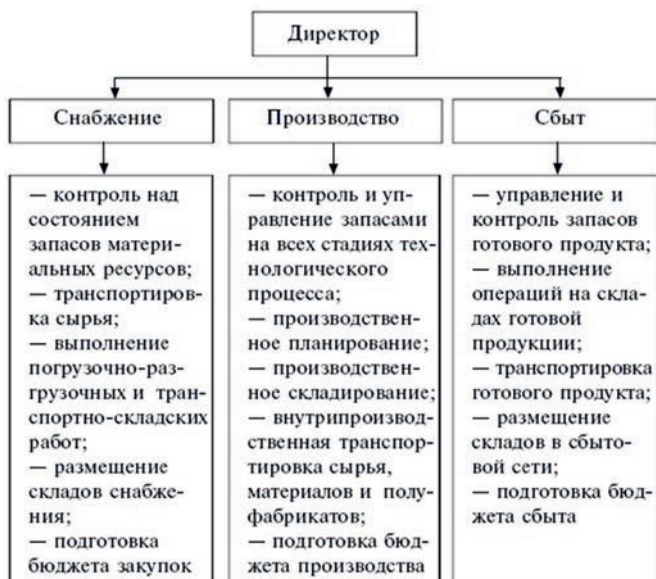 Директор
Снабжение
Производство
Сбыт
— контроль над
состоянием
запасов матери-
альных ресурсов;
— транспортиров-
ка сырья;
— выполнение
погрузочно-раз-
грузочных и тран-
спортно-складских
работ;
— размещение
складов снабже-
ния;
— подготовка
бюджета закупок
— контроль и уп-
равление запасами
на всех стадиях тех-
нологического
процесса;
— производствен-
ное планирование;
— производствен-
ное складирование;
— внутрипроизвод-
ственная транспор-
тировка сырья,
материалов и полу-
фабрикатов;
— подготовка бюд-
жета производства
— управление и
контроль запасов
готового продукта;
— выполнение
операций на скла-
дах готовой
продукции;
— транспортировка
готового продукта;
— размещение
складов в сбыто-
вой сети;
— подготовка бюд-
жета сбыта